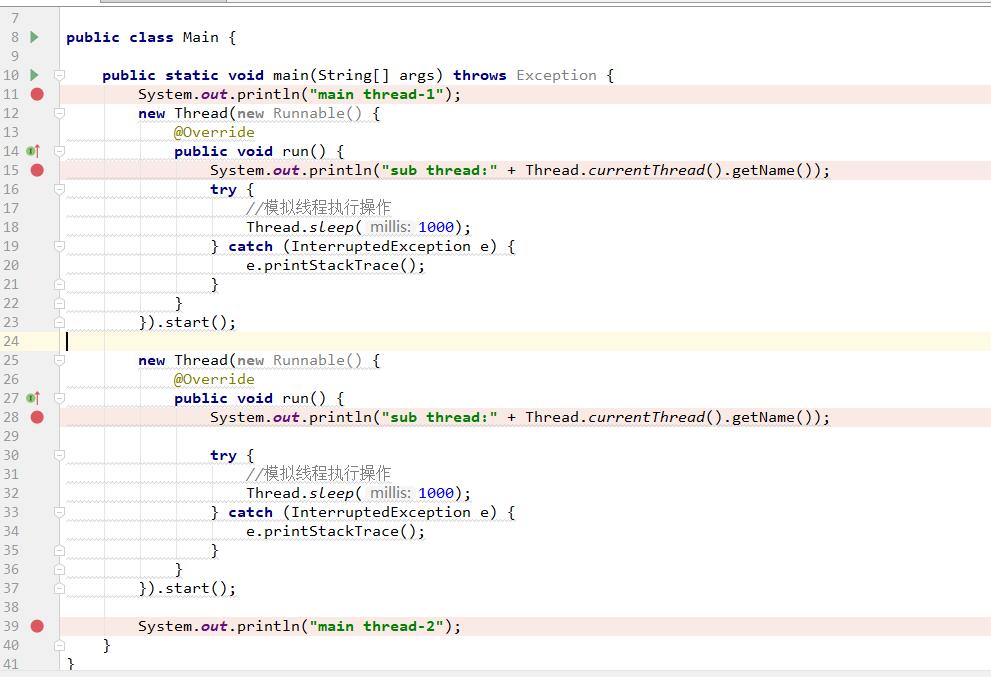 7
8 public class Main {
9
10 public static void main(String[] args) throws Exception {
11 System.out.println("main thread-1");
12 new Thread(new Runnable() {
13 @Override
14 public void run() {
15 System.out.println("sub thread:" + Thread.currentThread().getName());
16 try {
17 //模拟线程执行操作
18 Thread.sleep( millis: 1000);
19 } catch (InterruptedException e) {
20 e.printStackTrace();
21 }
22 }
23 }).start();
24
25 new Thread(new Runnable() {
26 @Override
27 public void run() {
28 System.out.println("sub thread:" + Thread.currentThread().getName());
29
30 try {
31 //模拟线程执行操作
32 Thread.sleep( millis: 1000);
33 } catch (InterruptedException e) {
34 e.printStackTrace();
35 }
36 }
37 }).start();
38
39 System.out.println("main thread-2");
40 }
41 }